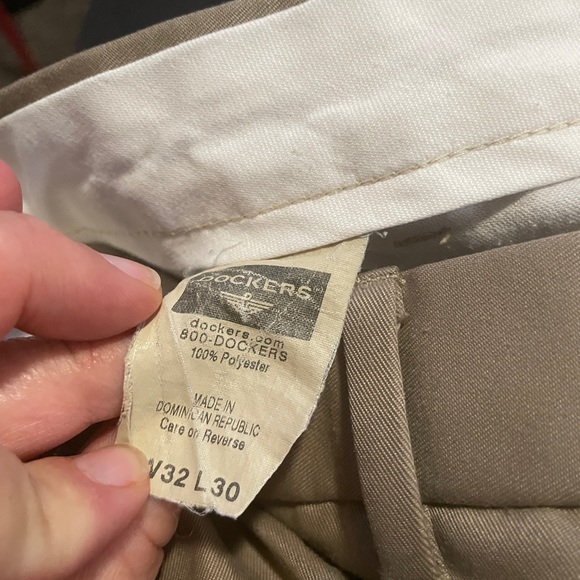 DOCKERS
dockers.com
800-DOCKERS
100% Polyester
MADE IN
DOMINICAN REPUBLIC
Care on Reverse
W32 L30